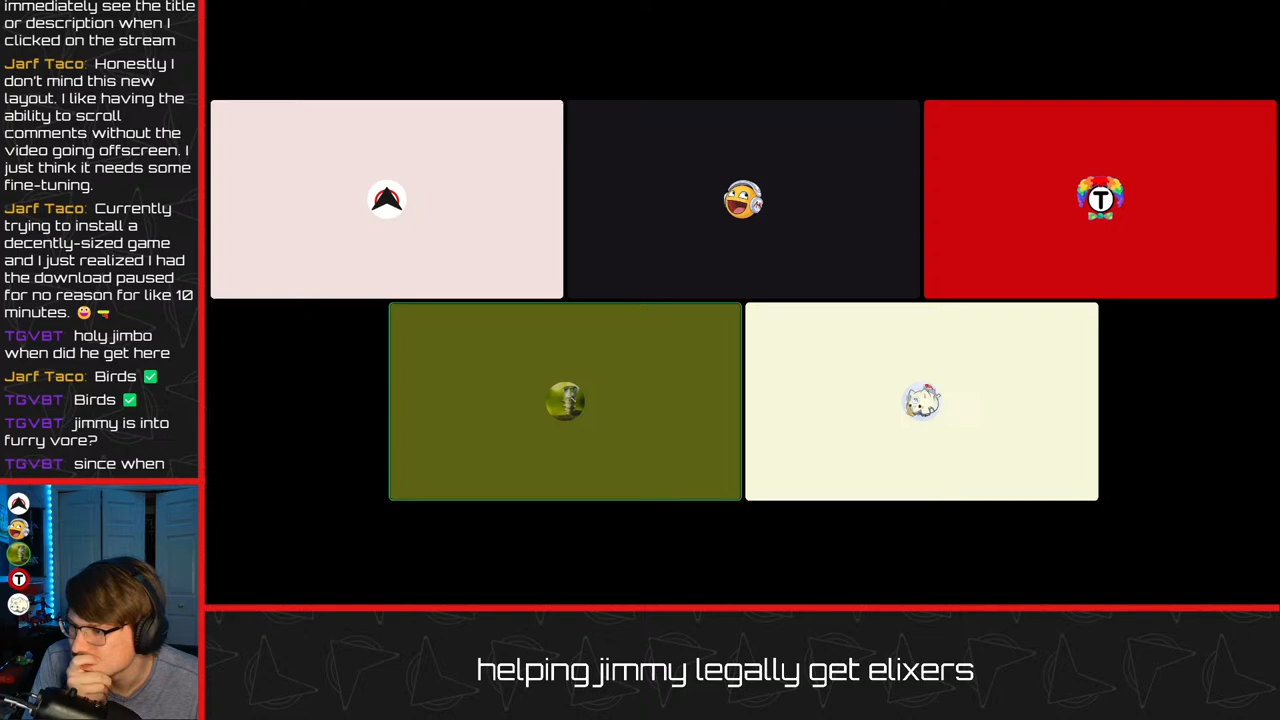 immediately see the title
or description when I
clicked on the stream
Jarf Taco: Honestly I
don't mind this new
layout. I like having the
ability to scroll
comments without the
video going offscreen. I
just think it needs some
fine-tuning.
Jarf Taco: Currently
trying to install a
decently-sized game
and I just realized I had
the download paused
for no reason for like 10
minutes.
TGVBT holy jimbo
when did he get here
Jarf Taco: Birds ✅
TGVBT Birds ✅
TGVBT jimmy is into
furry vore?
TGVBT since when
T
T
helping jimmy legally get elixers